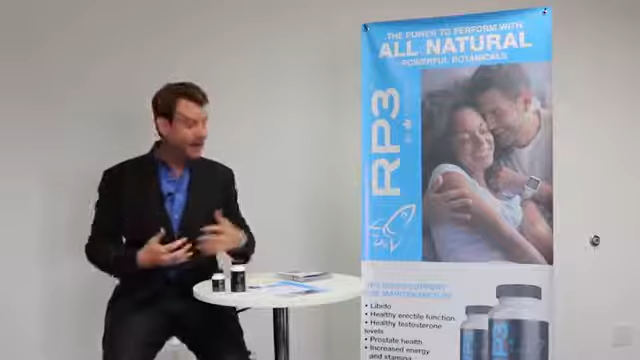 THE POWER TO PERFORM WITH
ALL NATURAL
POWERFUL BOTANICALS
RP3
• Libido
• Healthy erectile function
• Healthy testosterone
levels
• Prostate health
• Increased energy
and stamina